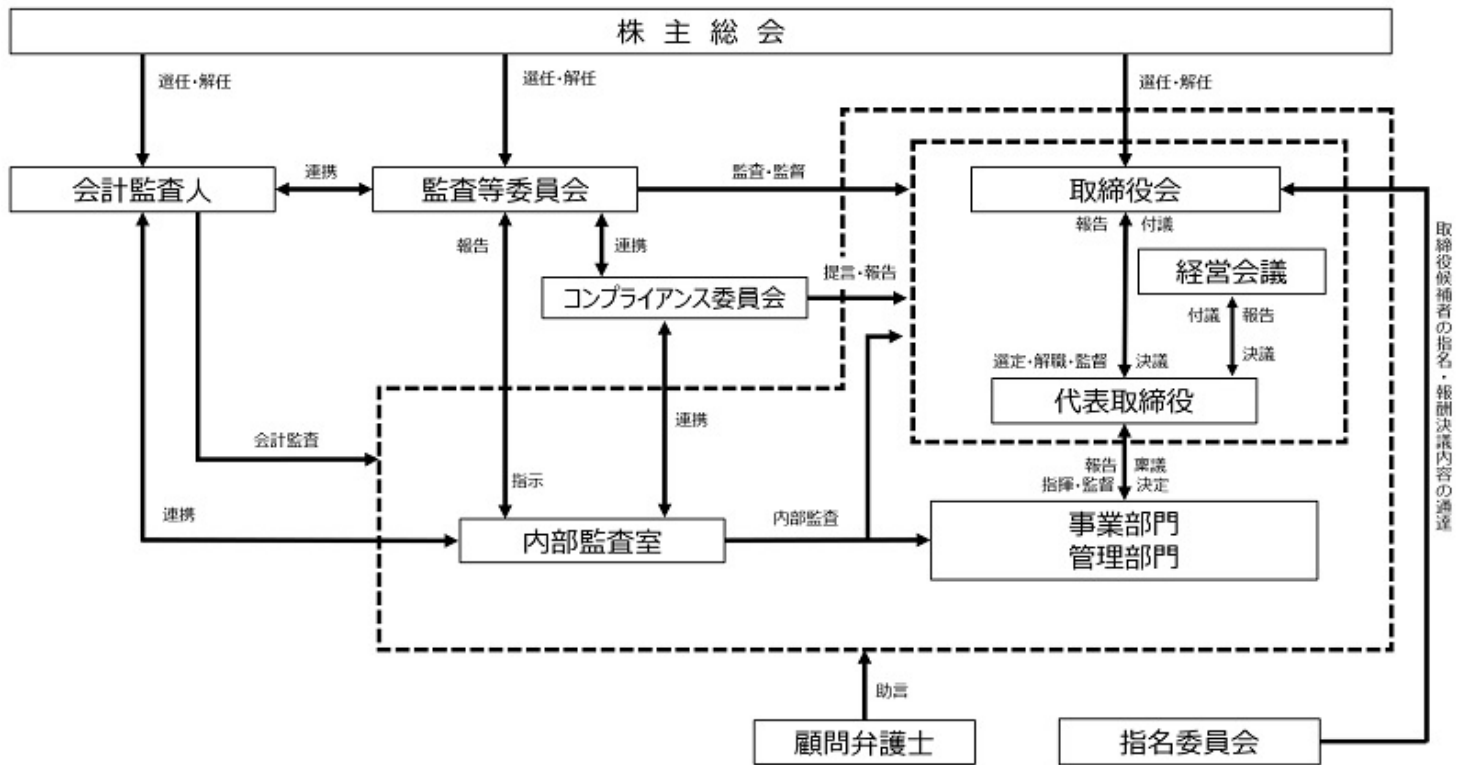 株主総会
選任・解任
選任・解任
選任・解任
会計監査人
連携
監査等委員会
監査・監督
取締役会
報告
連携
報告 付議
コンプライアンス委員会
提言・報告
経営会議
付議 報告
選定・解職・監督 決議
決議
代表取締役
連携
会計監査
指示
報告 稟議
指揮・監督 決定
連携
内部監査室
内部監査
事業部門
管理部門
助言
顧問弁護士
指名委員会
取締役候補者の指名・報酬決議内容の通達